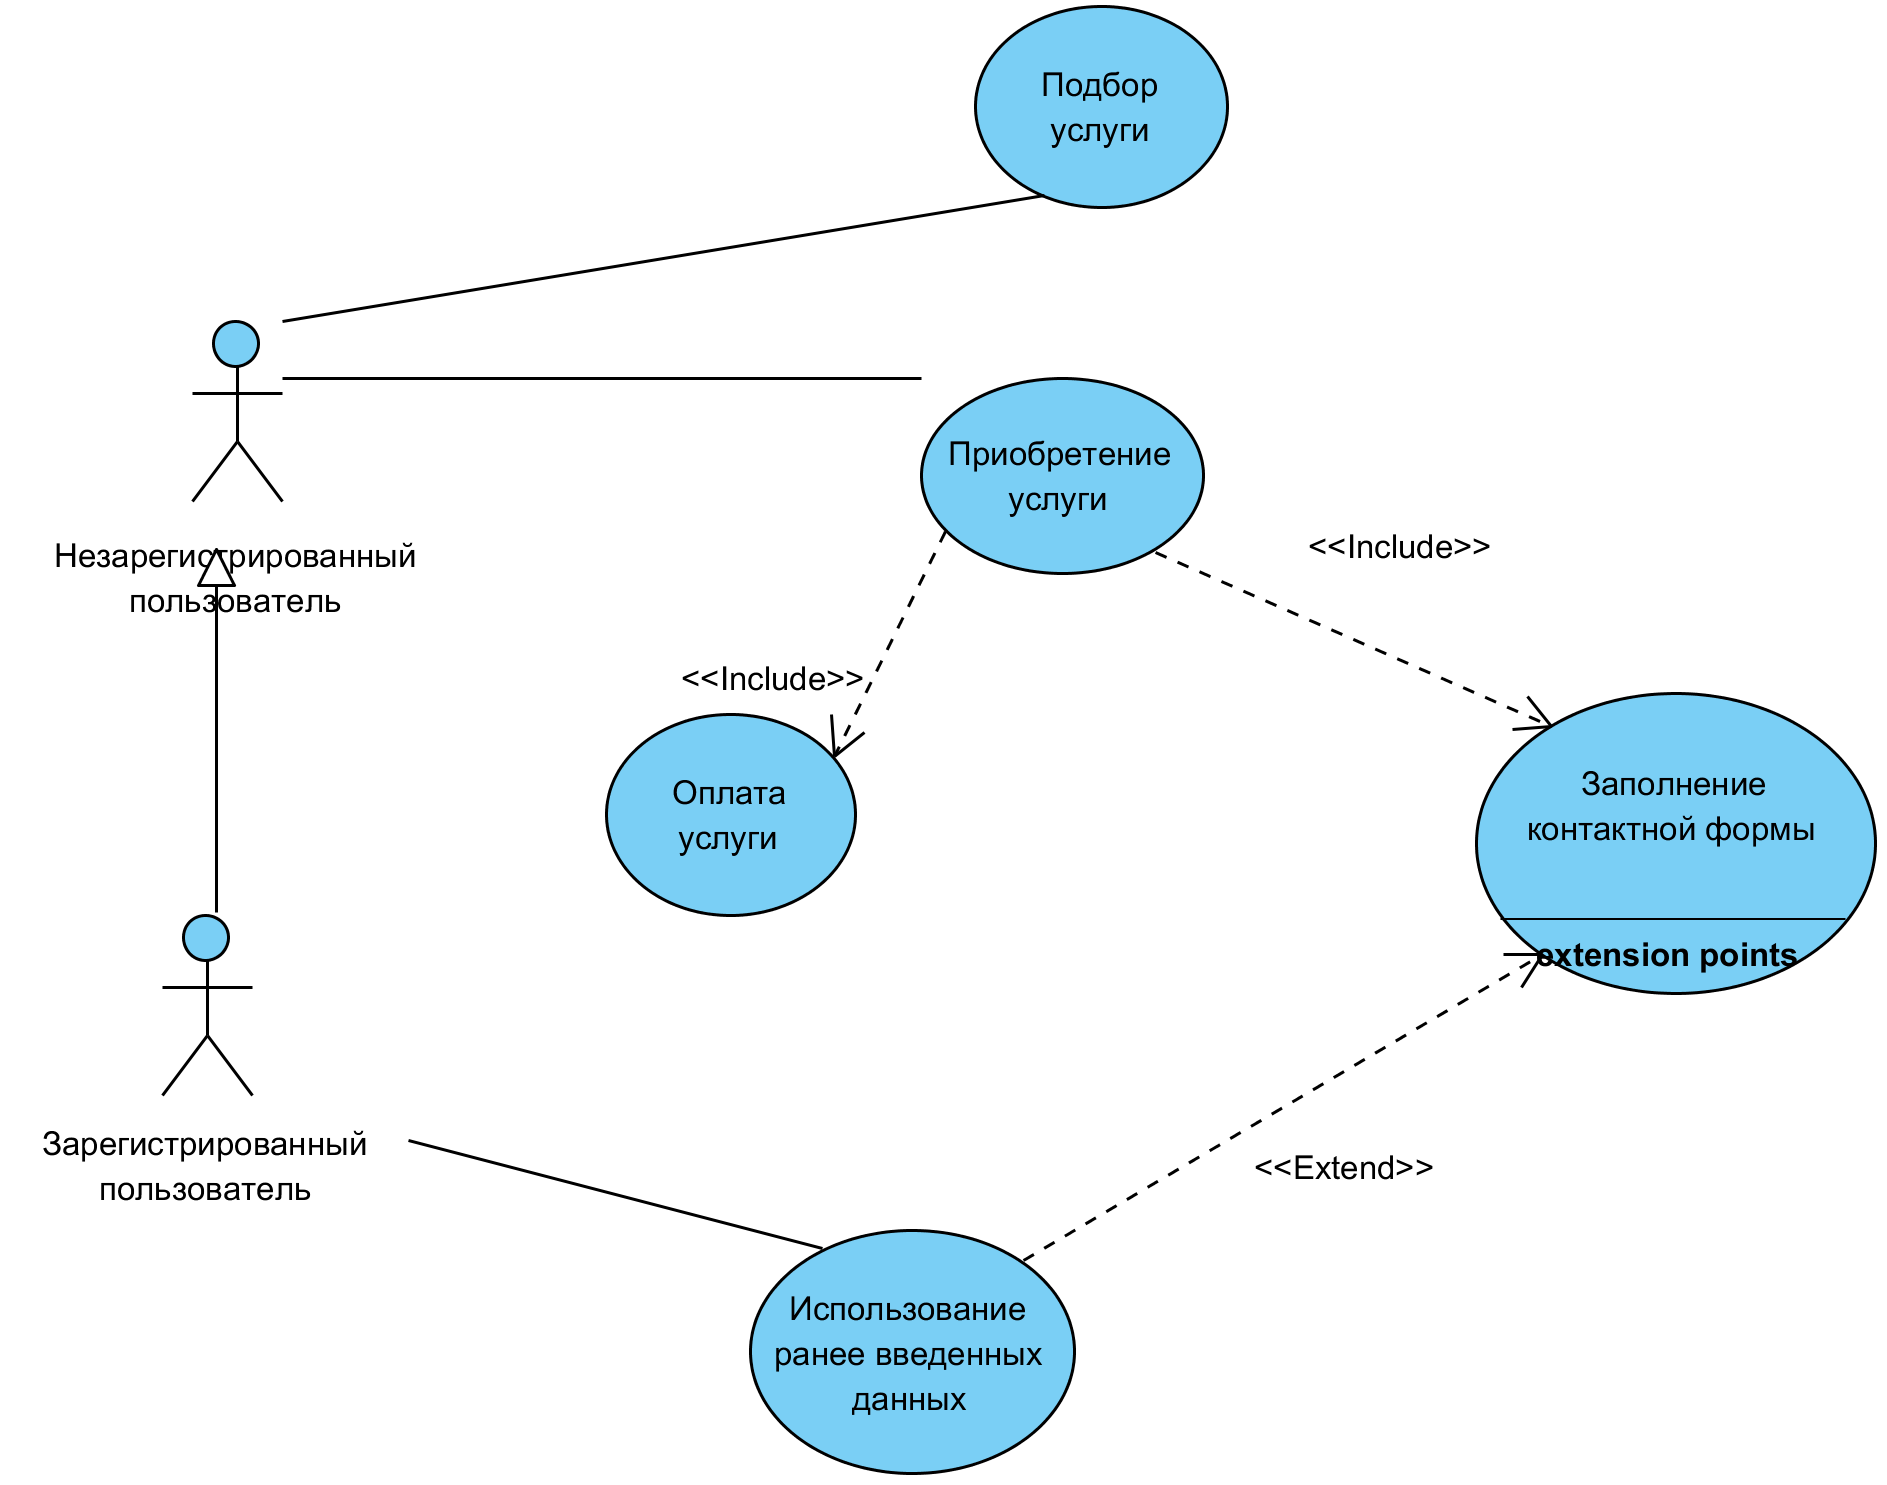 Подбор
услуги
Приобретение
услуги
<<Include>>
Незарегистрированный
пользователь
<<Include>>
Оплата
услуги
Заполнение
контактной формы
extension points
Зарегистрированный
пользователь
<<Extend>>
Использование
ранее введенных
данных